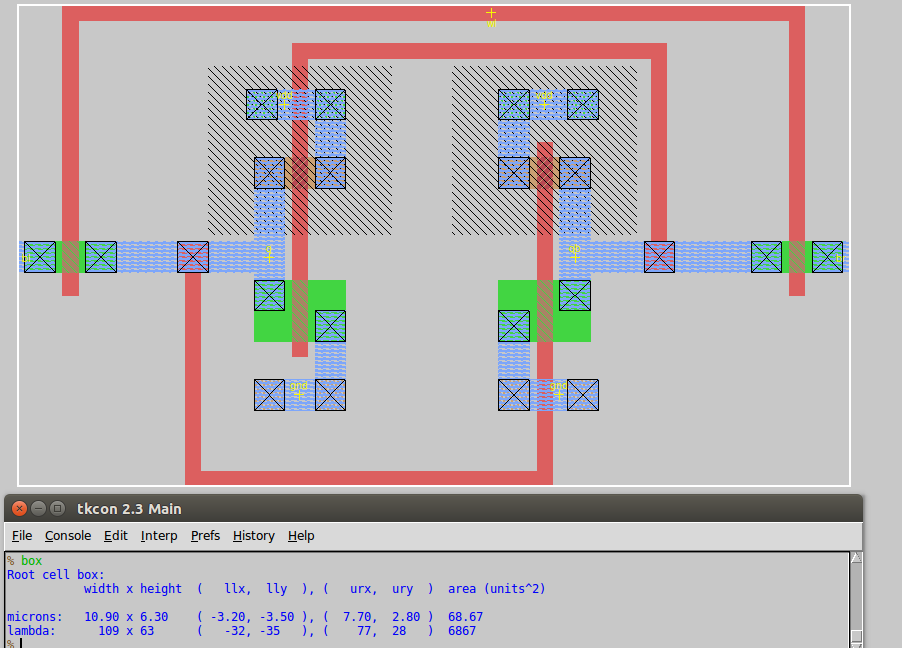 wl
vdd
vdd
bl
q
qb
gnd
gnd
tkcon 2.3 Main
File Console Edit Interp Prefs History Help
% box
Root cell box:
width x height ( llx, lly ), ( urx, ury ) area (units^2)
microns: 10.90 x 6.30 ( -3.20, -3.50 ), ( 7.70, 2.80 ) 68.67
lambda: 109 x 63 ( -32, -35 ), ( 77, 28 ) 6867
%